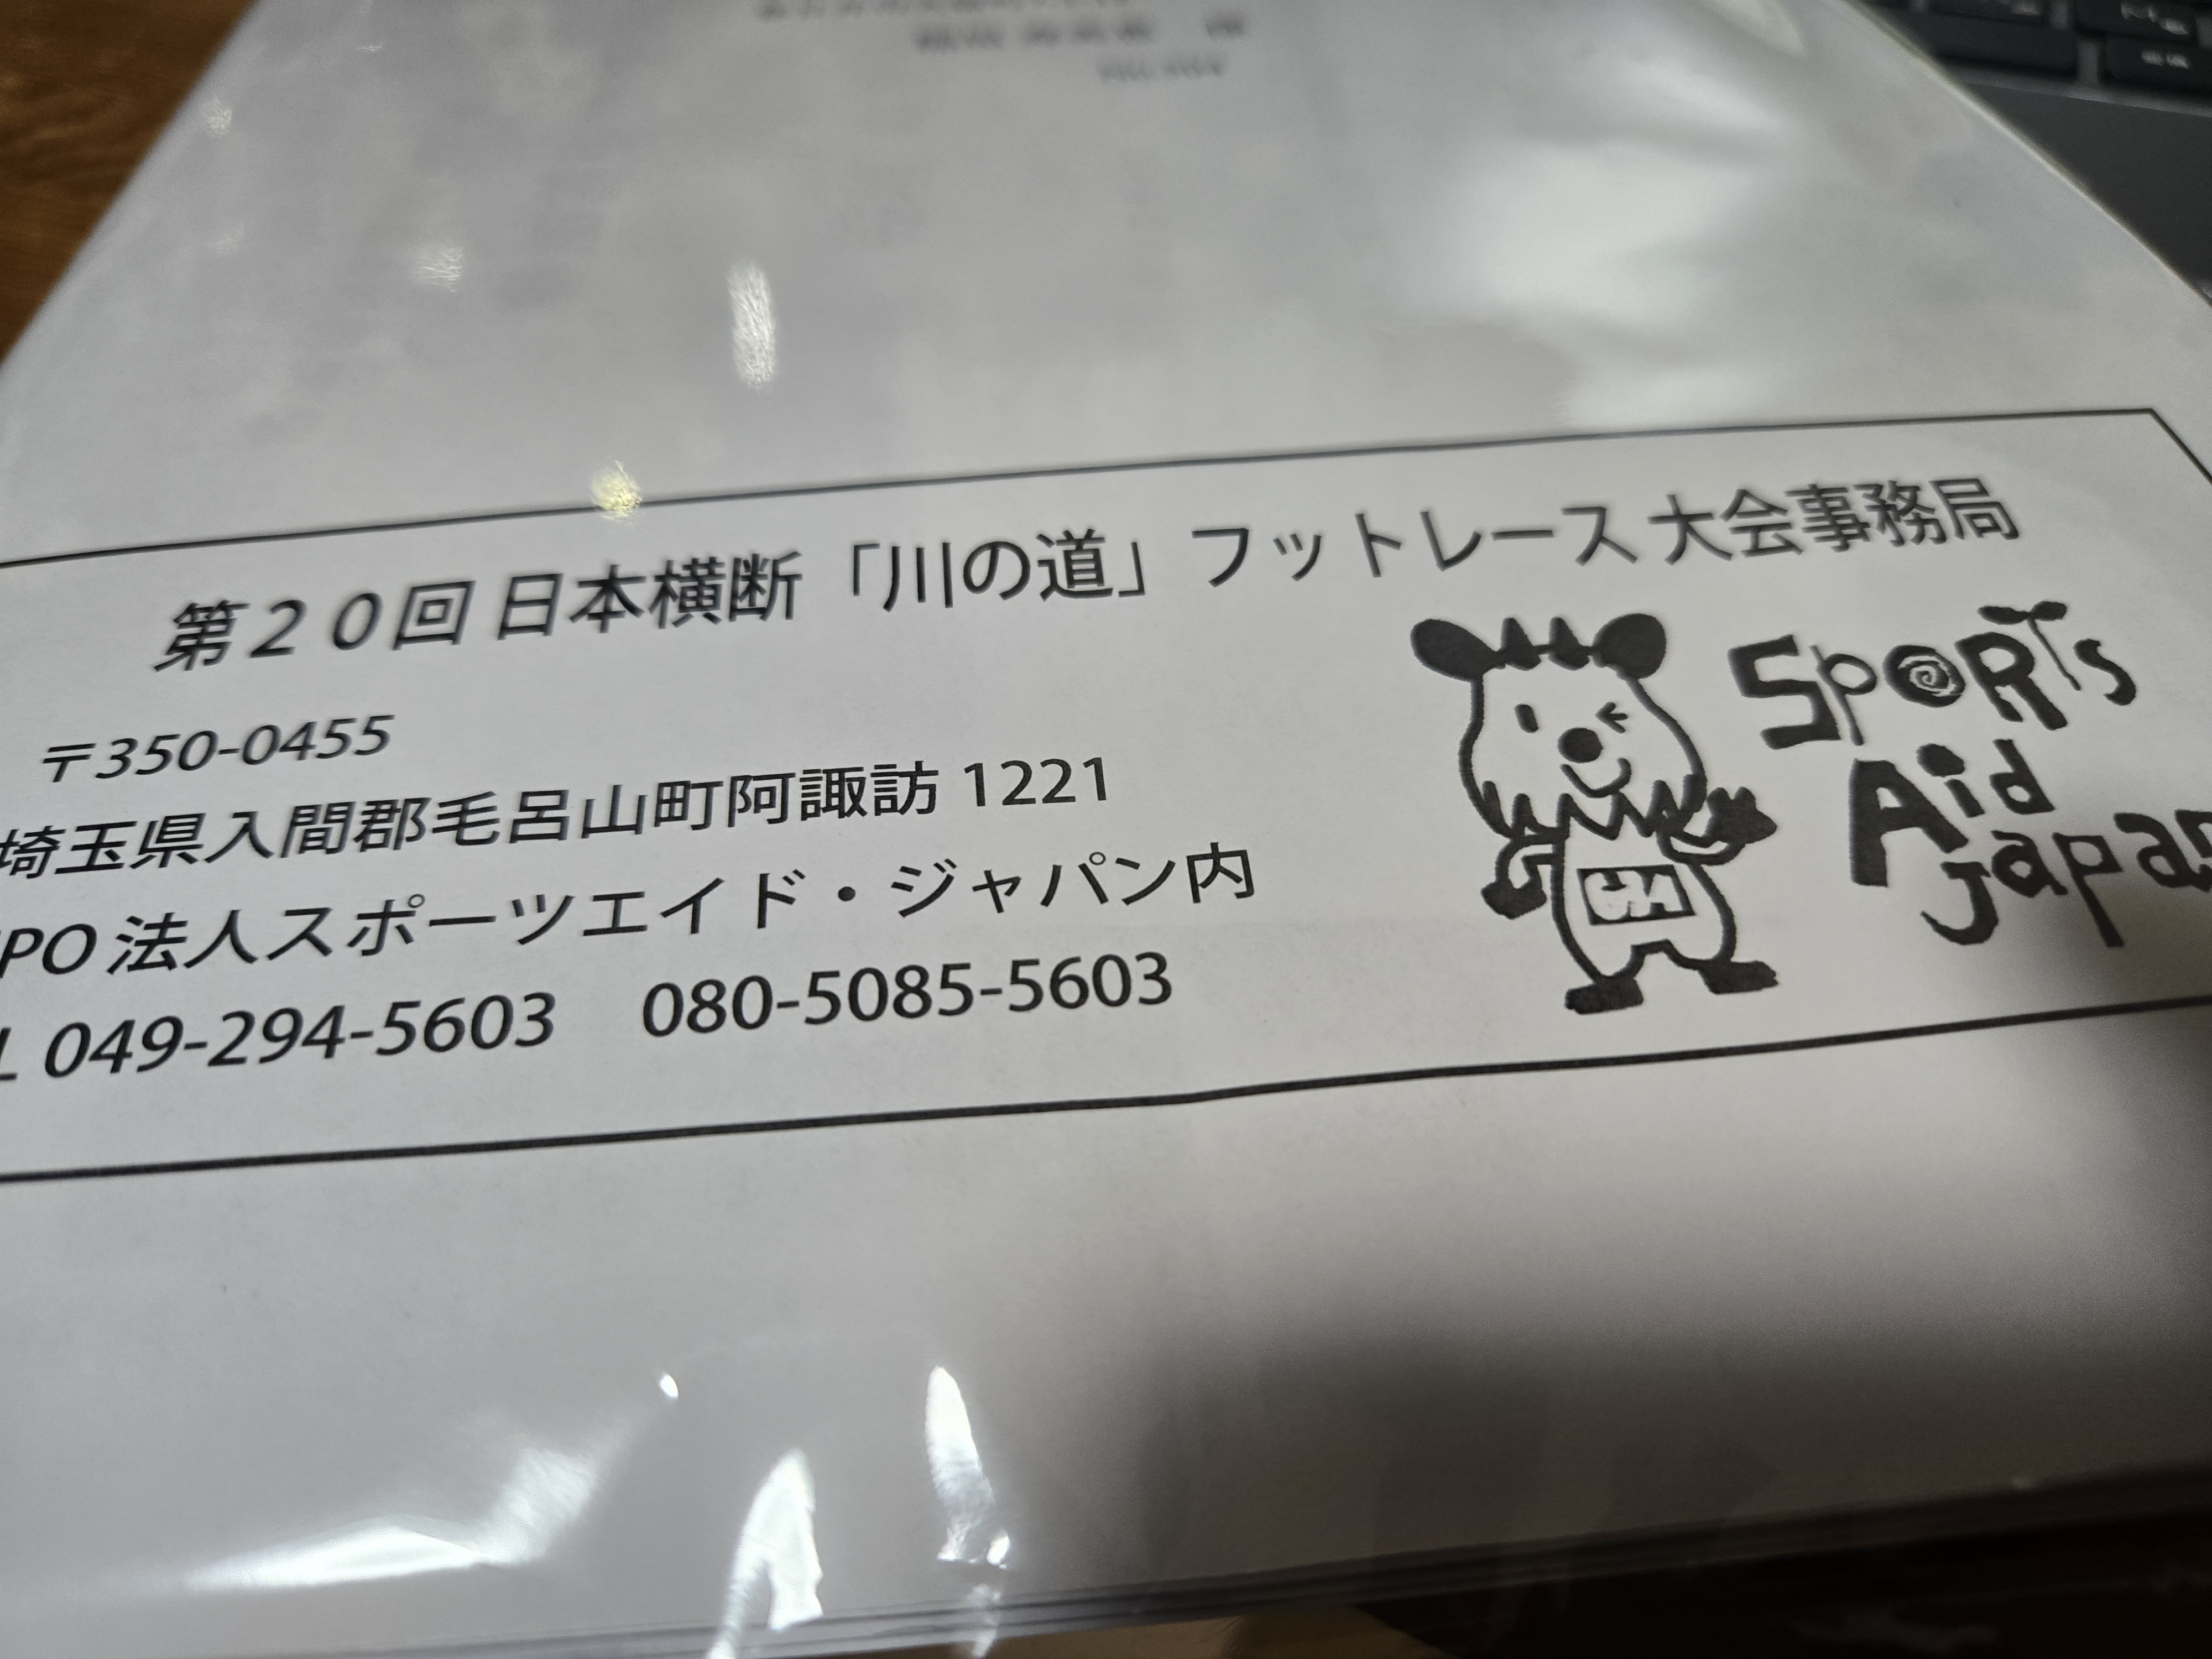 第２０回 日本横断「川の道」フットレース 大会事務局
〒350-0455
埼玉県入間郡毛呂山町阿諏訪 1221
PO 法人スポーツエイド・ジャパン内
L 049-294-5603　080-5085-5603
SPORTS
Aid
Japan